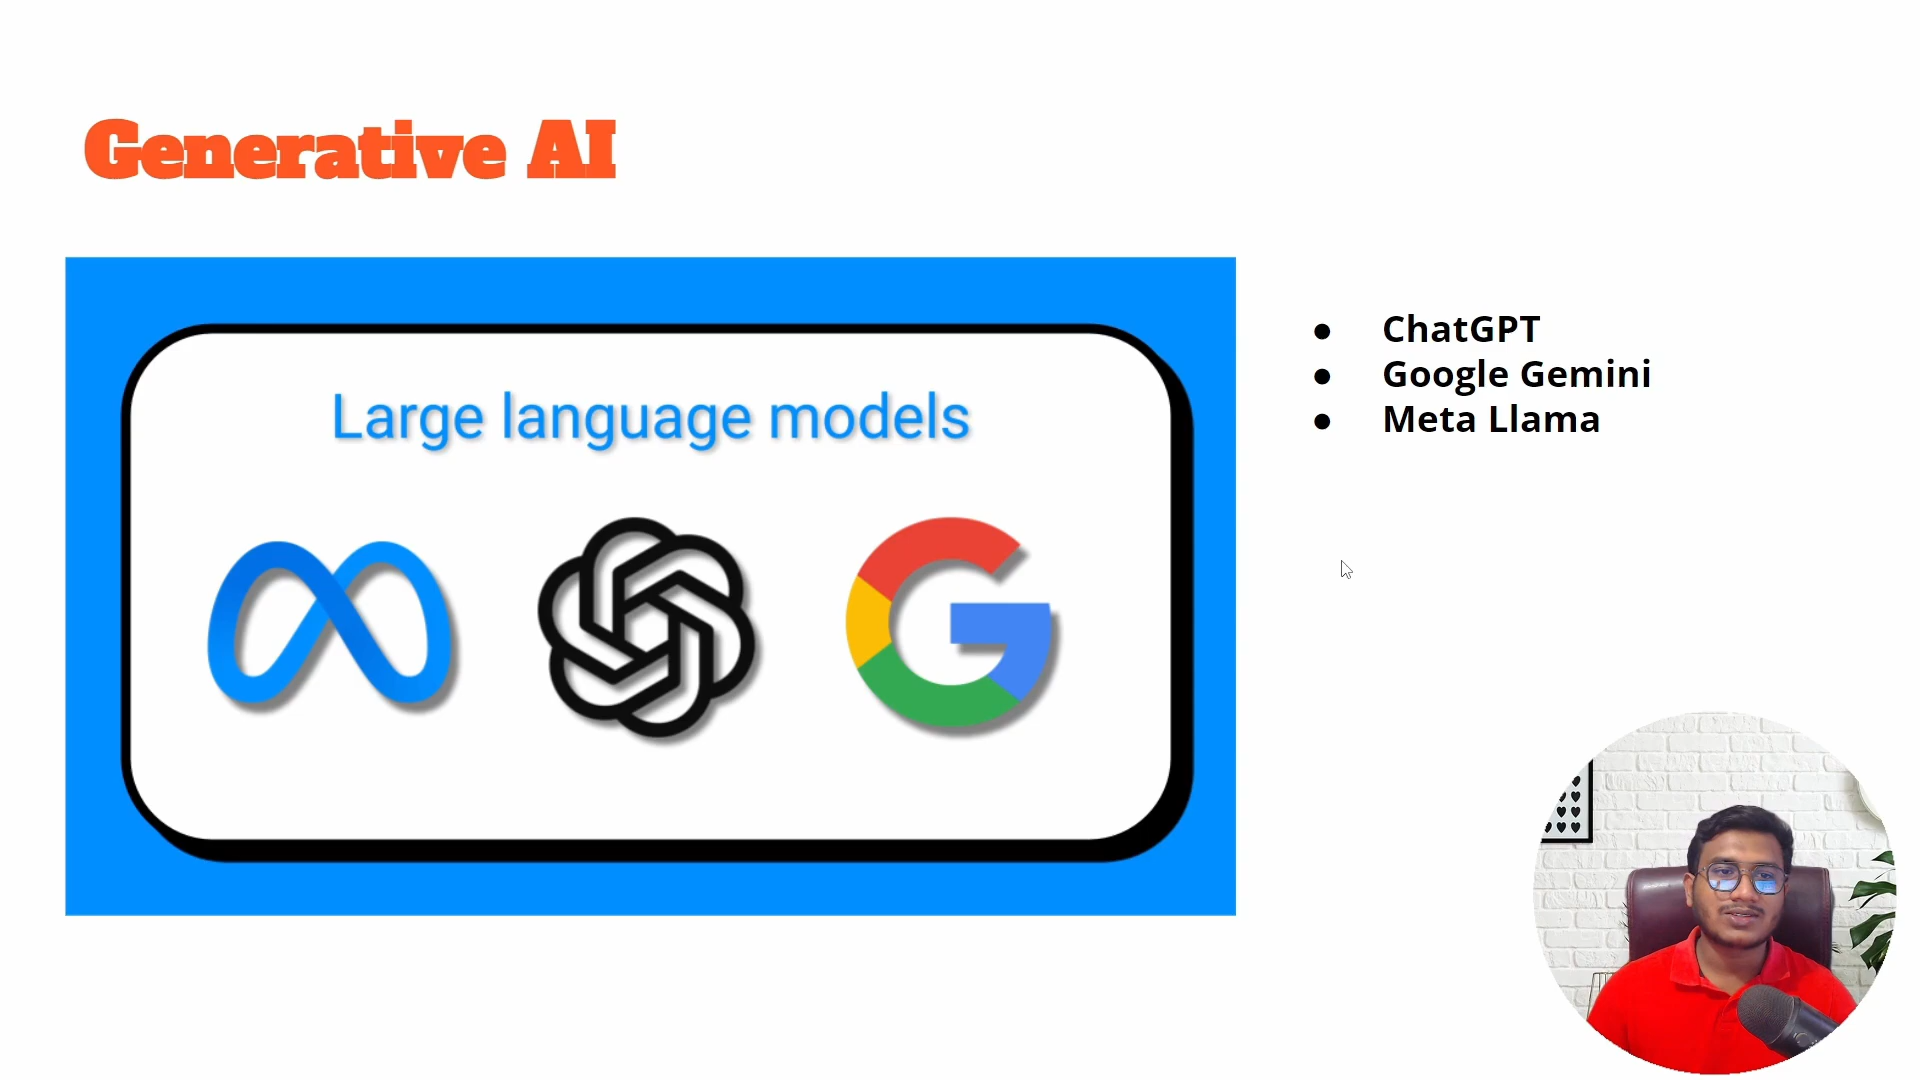 Generative AI
Large language models
● ChatGPT
● Google Gemini
● Meta Llama